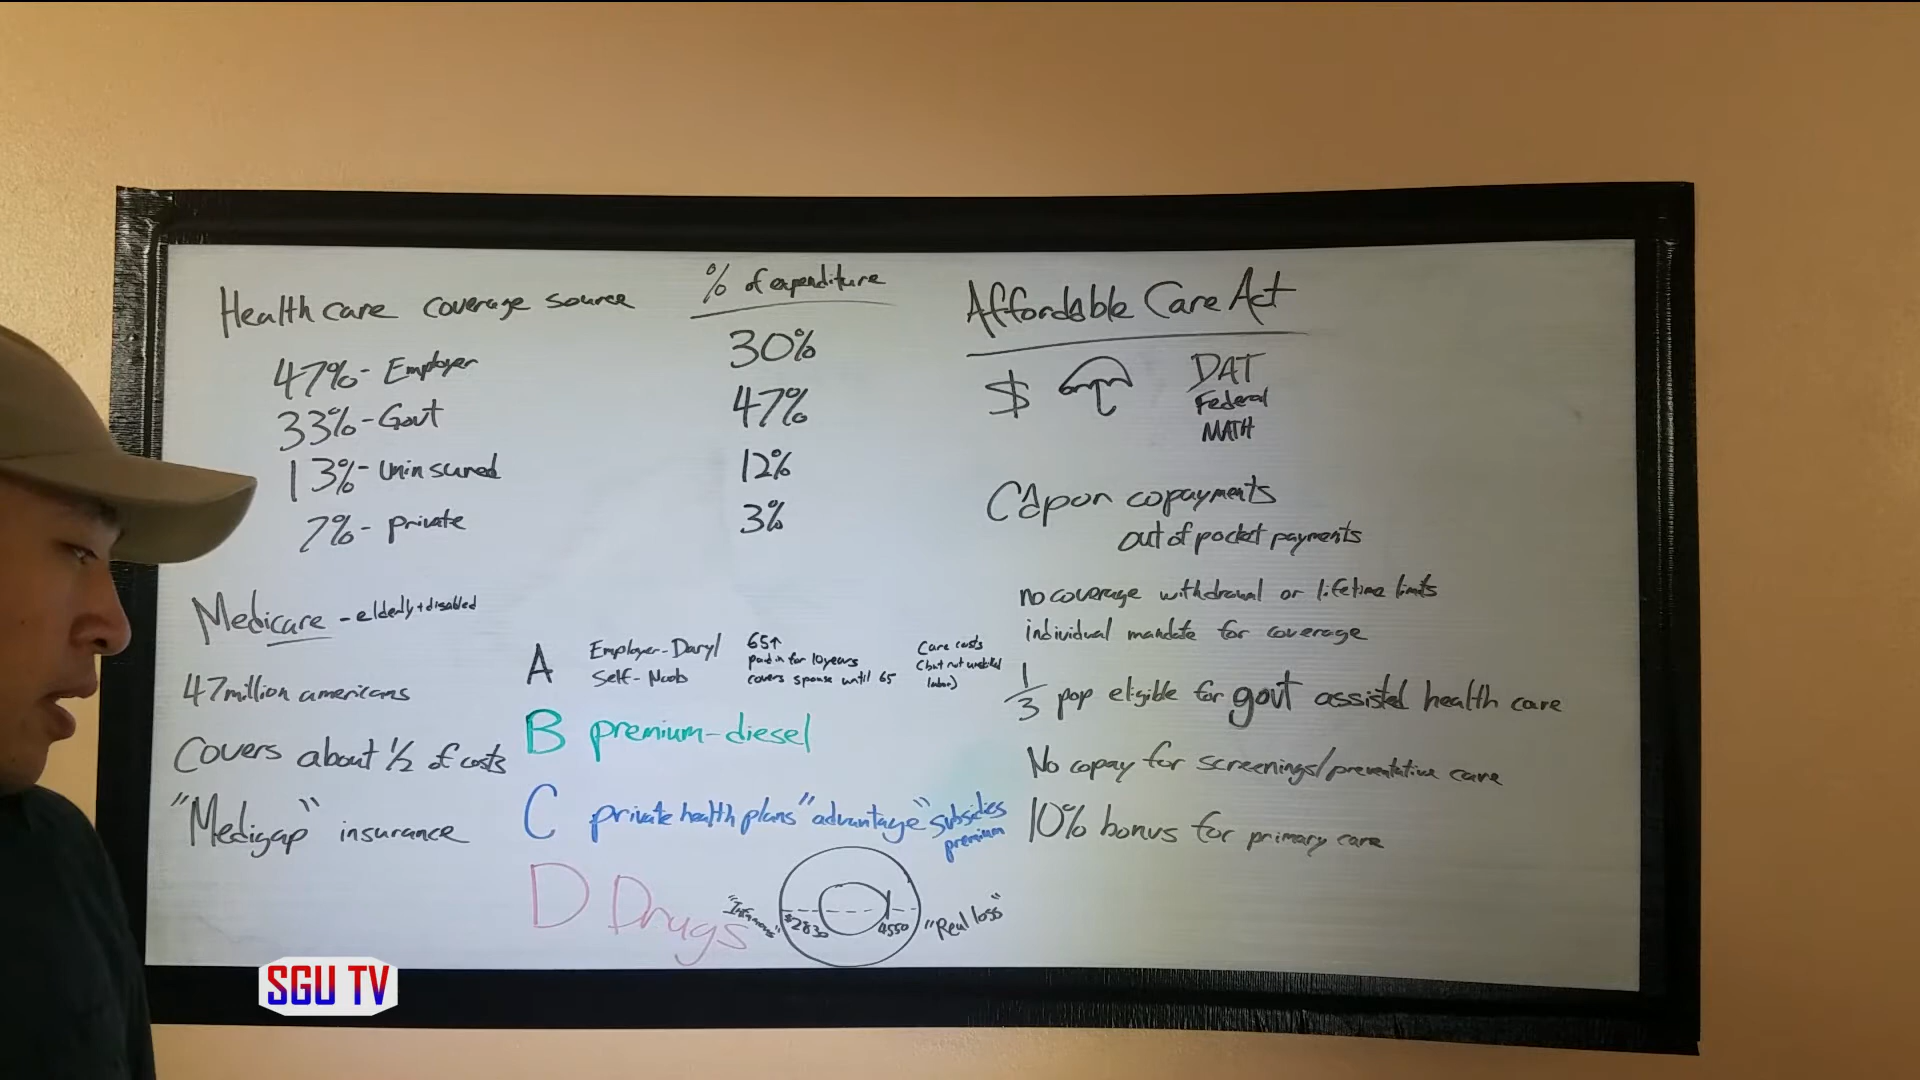 Health care coverage source
% of expenditure
47% - Employer 30%
33% - Govt 47%
13% - uninsured 12%
7% - private 3%
Medicare - elderly + disabled
47 million americans
Covers about 1/2 of costs
"Medigap" insurance
A
Employer - Daryl
Self - Noob
65↑
paid in for 10 years
covers spouse until 65
Care costs
(but not
labor)
B premium-diesel
C private health plans "advantage" subsidies
premium
D Drugs
$2830
4550
"Real loss"
Affordable Care Act
$
DAT
Federal
MATH
Cap on copayments
out of pocket payments
no coverage withdrawal or lifetime limits
individual mandate for coverage
1/3 pop eligible for govt assisted health care
No copay for screenings/preventative care
10% bonus for primary care
SGU TV